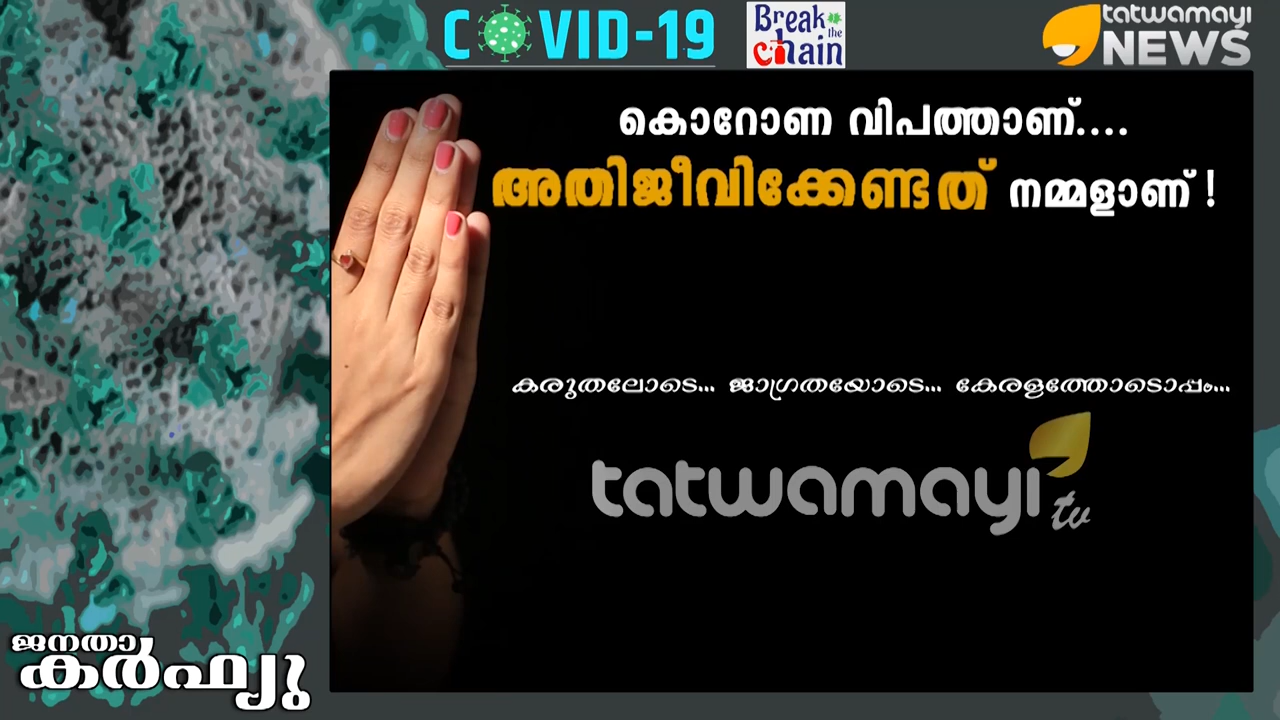 COVID-19
Break the Chain
tatwamayi
NEWS
കൊറോണ വിപത്താണ്....
അതിജീവിക്കേണ്ടത് നമ്മളാണ് !
കരുതലോടെ... ജാഗ്രതയോടെ... കേരളത്തോടൊപ്പം...
tatwamayi
tv
ജനതാ
കർഫ്യു